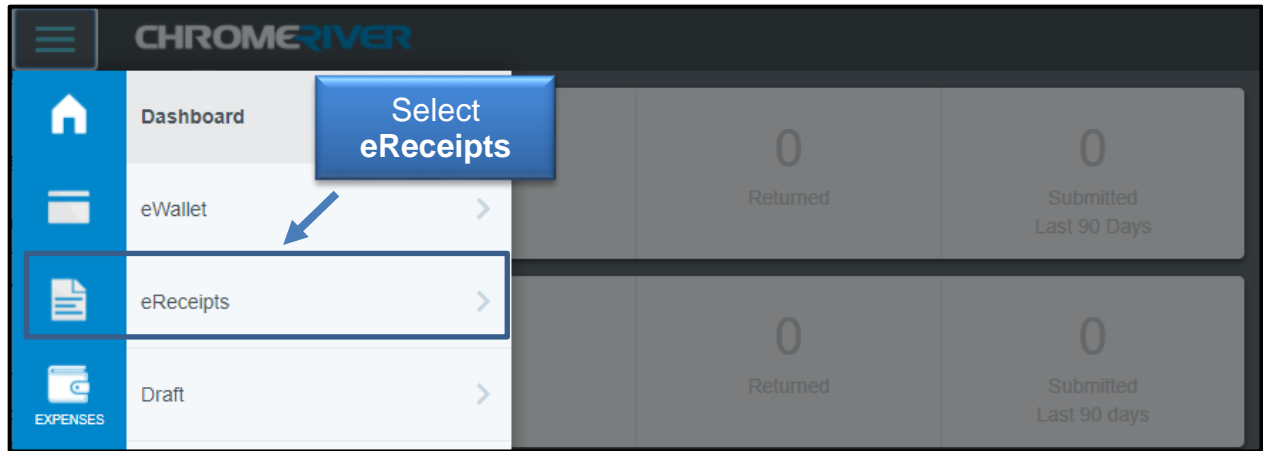 CHROMERIVER
Dashboard
Select
eReceipts
0
Returned
0
Submitted
Last 90 Days
eWallet
eReceipts
0
Returned
0
Submitted
Last 90 days
Draft
EXPENSES